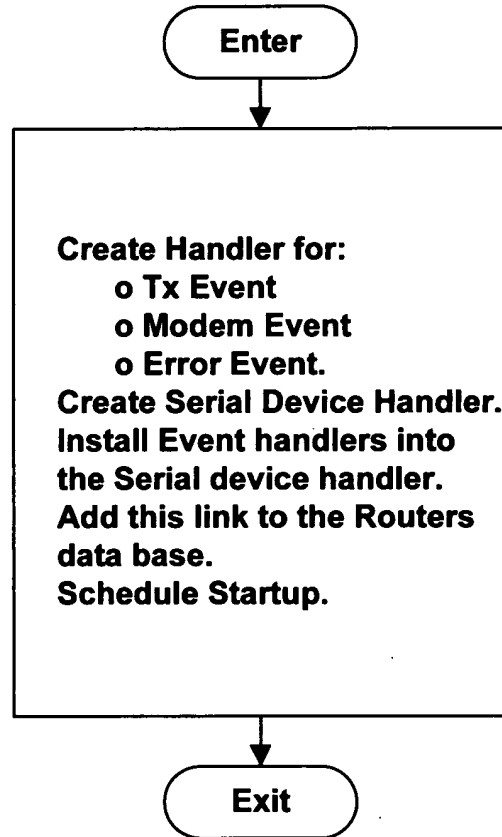 Enter
Create Handler for:
o Tx Event
o Modem Event
o Error Event.
Create Serial Device Handler.
Install Event handlers into
the Serial device handler.
Add this link to the Routers
data base.
Schedule Startup.
Exit